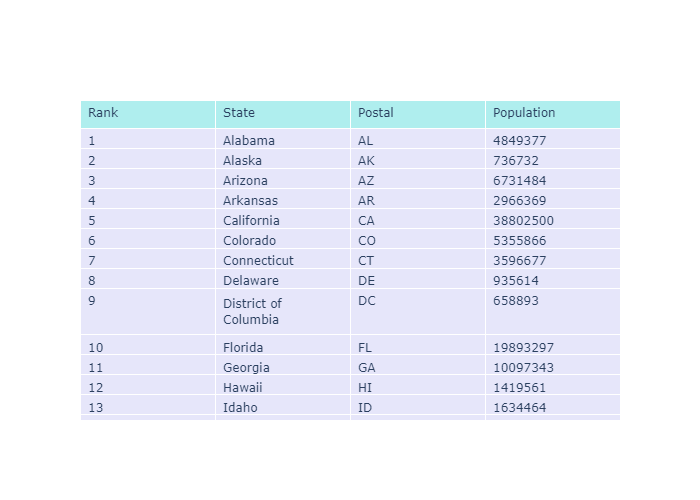 Rank State Postal Population
1 Alabama AL 4849377
2 Alaska AK 736732
3 Arizona AZ 6731484
4 Arkansas AR 2966369
5 California CA 38802500
6 Colorado CO 5355866
7 Connecticut CT 3596677
8 Delaware DE 935614
9 District of DC 658893
Columbia
10 Florida FL 19893297
11 Georgia GA 10097343
12 Hawaii HI 1419561
13 Idaho ID 1634464